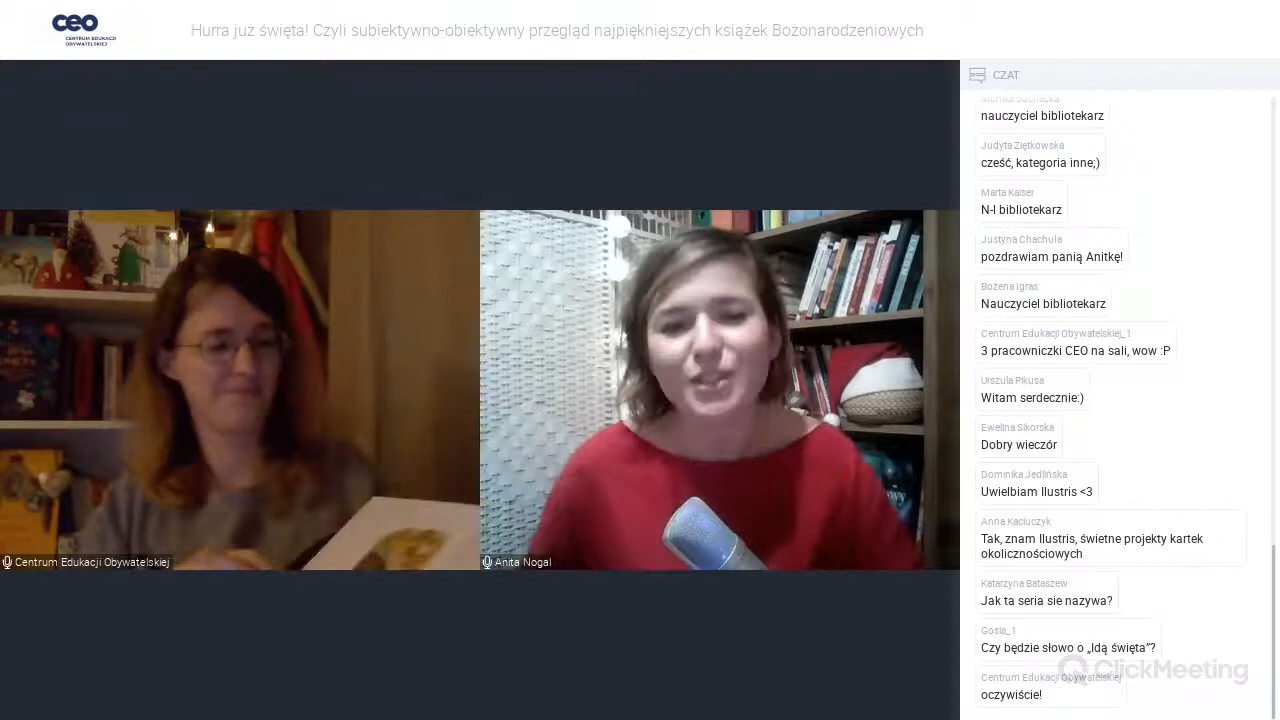 ceo
CENTRUM EDUKACJI
OBYWATELSKIEJ
Hurra już święta! Czyli subiektywno-obiektywny przegląd najpiękniejszych książek Bożonarodzeniowych
CZAT
nauczyciel bibliotekarz
Judyta Ziętkowska
cześć, kategoria inne;)
Marta Kalser
N-l bibliotekarz
Justyna Chachuła
pozdrawiam panią Anitkę!
Bożena Igras
Nauczyciel bibliotekarz
Centrum Edukacji Obywatelskiej_1
3 pracowniczki CEO na sali, wow :P
Urszula Pikusa
Witam serdecznie:)
Ewelina Sikorska
Dobry wieczór
Dominika Jedlińska
Uwielbiam Ilustris <3
Anna Kaciuczyk
Tak, znam Ilustris, świetne projekty kartek
okolicznościowych
Katarzyna Bataszew
Jak ta seria sie nazywa?
Gosia_1
Czy będzie słowo o „Idą święta"?
Centrum Edukacji Obywatelskiej
oczywiście!
ClickMeeting
Centrum Edukacji Obywatelskiej
Anita Nogal